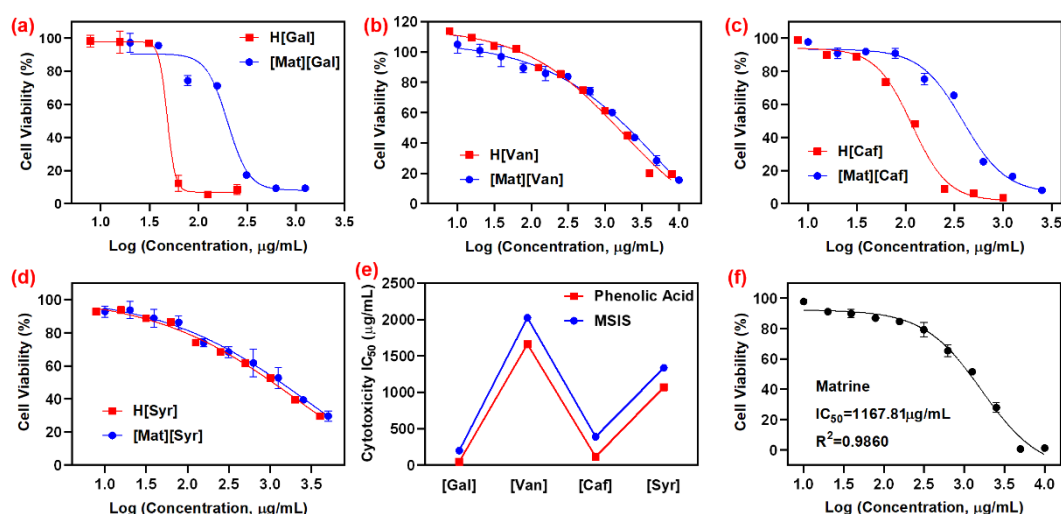 (a)
H[Gal]
[Mat][Gal]
Cell Viability (%)
120
100
80
60
40
20
0
0.5 1.0 1.5 2.0 2.5 3.0 3.5
Log (Concentration, μg/mL)
(b)
H[Van]
[Mat][Van]
Cell Viability (%)
120
100
80
60
40
20
0
1.0 1.5 2.0 2.5 3.0 3.5 4.0
Log (Concentration, μg/mL)
(c)
H[Caf]
[Mat][Caf]
Cell Viability (%)
120
100
80
60
40
20
0
1.0 1.5 2.0 2.5 3.0 3.5
Log (Concentration, μg/mL)
(d)
H[Syr]
[Mat][Syr]
Cell Viability (%)
120
100
80
60
40
20
0
1.0 1.5 2.0 2.5 3.0 3.5
Log (Concentration, μg/mL)
(e)
Phenolic Acid
MSIS
Cytotoxicity IC50 (μg/mL)
2500
2000
1500
1000
500
0
[Gal] [Van] [Caf] [Syr]
(f)
Cell Viability (%)
100
80
60
40
20
0
Matrine
IC50=1167.81μg/mL
R²=0.9860
1.0 1.5 2.0 2.5 3.0 3.5 4.0
Log (Concentration, μg/mL)